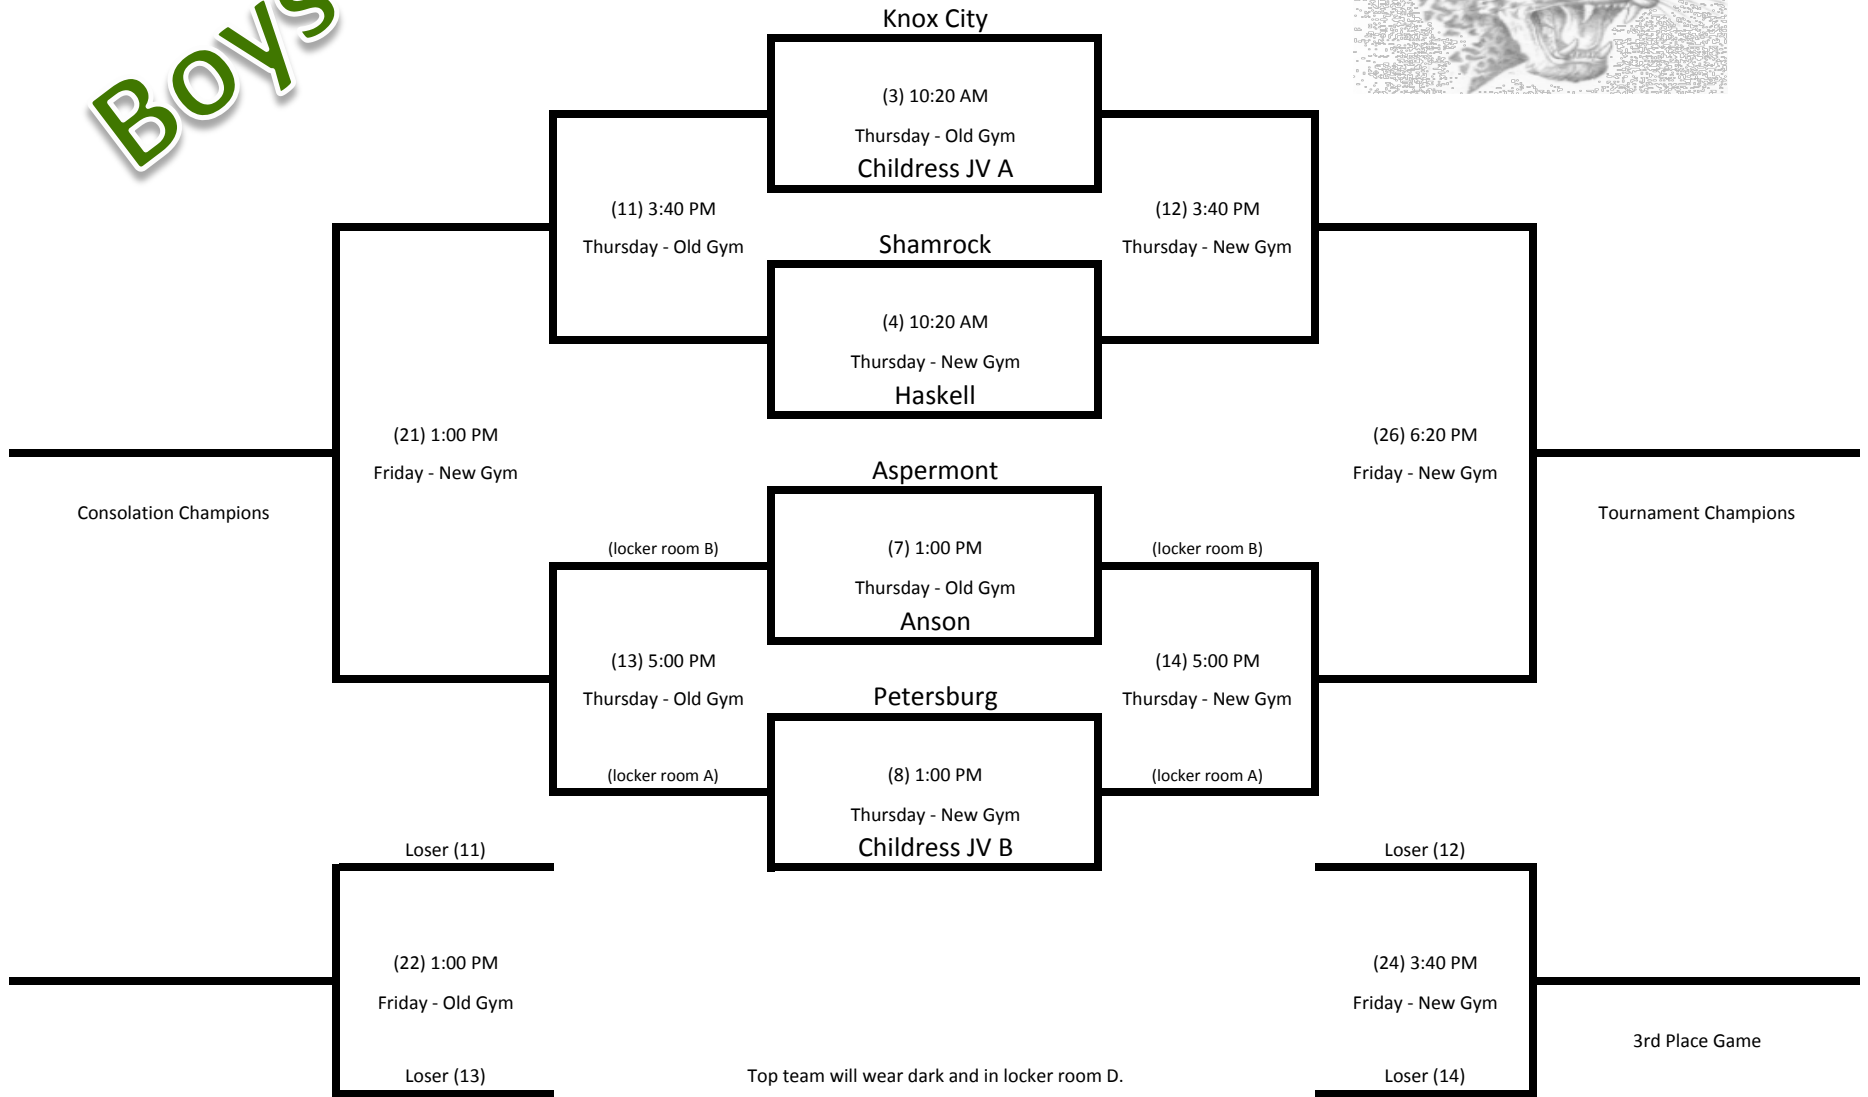 Boys
Knox City
(3) 10:20 AM
Thursday - Old Gym
Childress JV A
(11) 3:40 PM
Thursday - Old Gym
(12) 3:40 PM
Thursday - New Gym
Shamrock
(4) 10:20 AM
Thursday - New Gym
Haskell
(21) 1:00 PM
Friday - New Gym
(26) 6:20 PM
Friday - New Gym
Consolation Champions
Tournament Champions
Aspermont
(locker room B)
(7) 1:00 PM
(locker room B)
Thursday - Old Gym
Anson
(13) 5:00 PM
Thursday - Old Gym
(14) 5:00 PM
Thursday - New Gym
Petersburg
(locker room A)
(8) 1:00 PM
(locker room A)
Thursday - New Gym
Childress JV B
Loser (11)
Loser (12)
(22) 1:00 PM
Friday - Old Gym
(24) 3:40 PM
Friday - New Gym
3rd Place Game
Loser (13)
Top team will wear dark and in locker room D.
Loser (14)